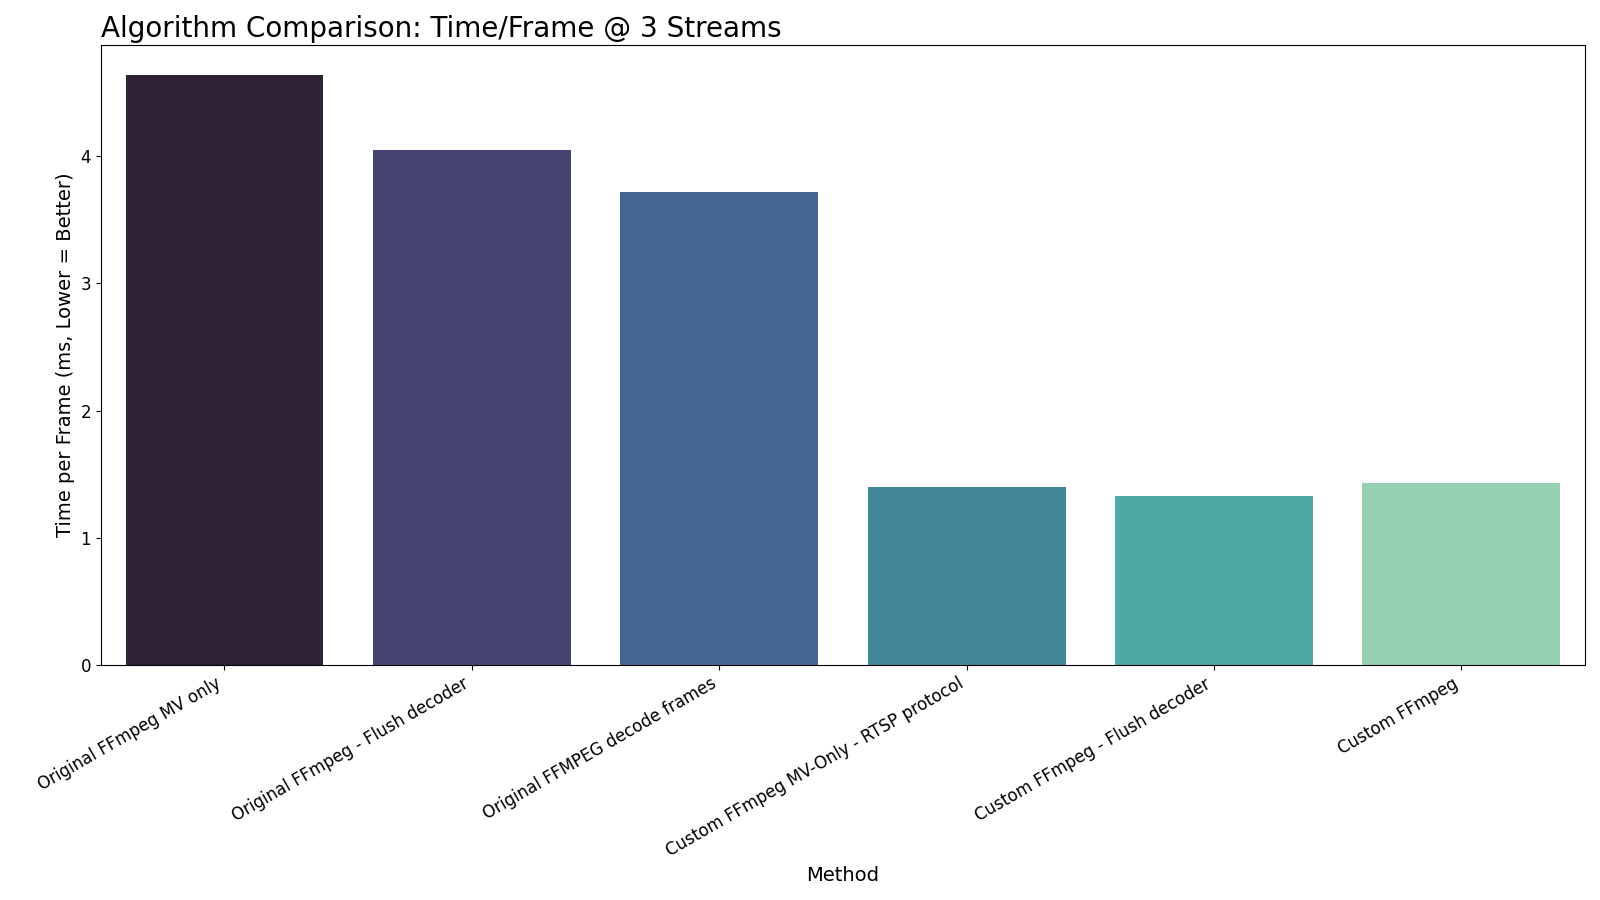 Algorithm Comparison: Time/Frame @ 3 Streams
Time per Frame (ms, Lower = Better)
4
3
2
1
0
Original FFmpeg MV only
Original FFmpeg - Flush decoder
Original FFMPEG decode frames
Custom FFmpeg MV-Only - RTSP protocol
Custom FFmpeg - Flush decoder
Custom FFmpeg
Method